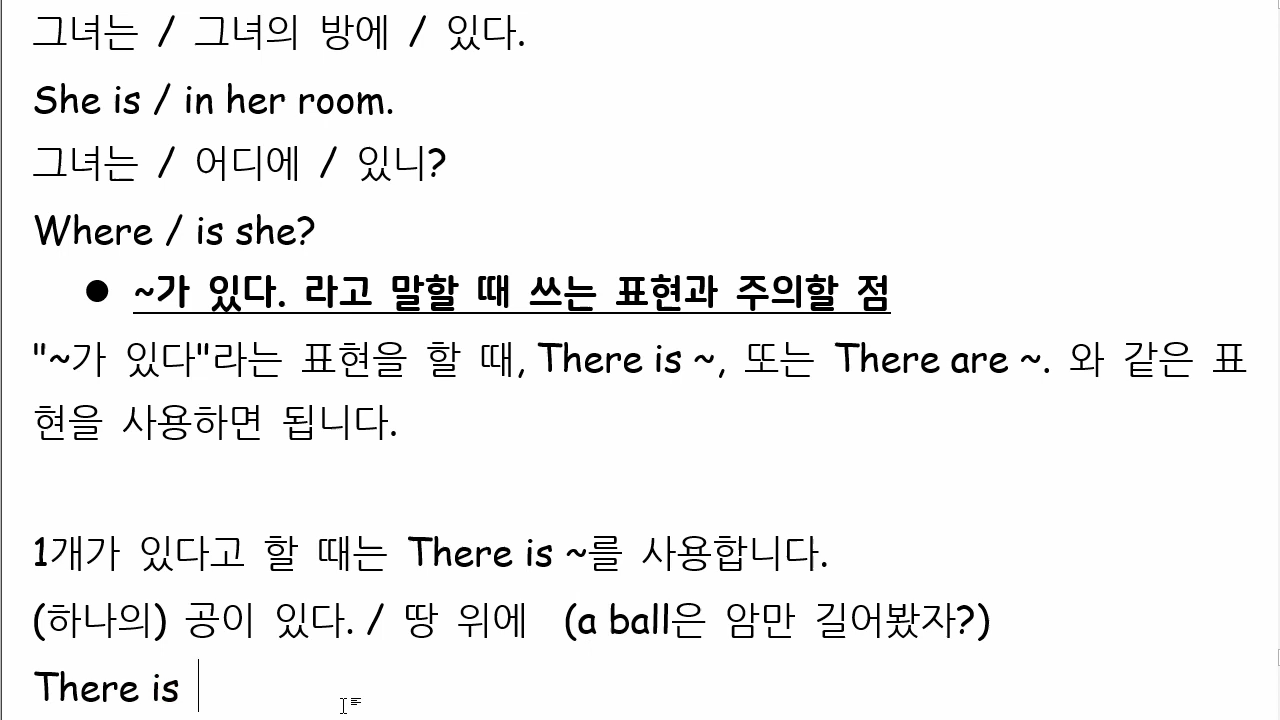 그녀는 / 그녀의 방에 / 있다.
She is / in her room.
그녀는 / 어디에 / 있니?
Where / is she?
● ~가 있다. 라고 말할 때 쓰는 표현과 주의할 점
"~가 있다"라는 표현을 할 때, There is ~, 또는 There are ~. 와 같은 표
현을 사용하면 됩니다.
1개가 있다고 할 때는 There is ~를 사용합니다.
(하나의) 공이 있다. / 땅 위에 (a ball은 암만 길어봤자?)
There is